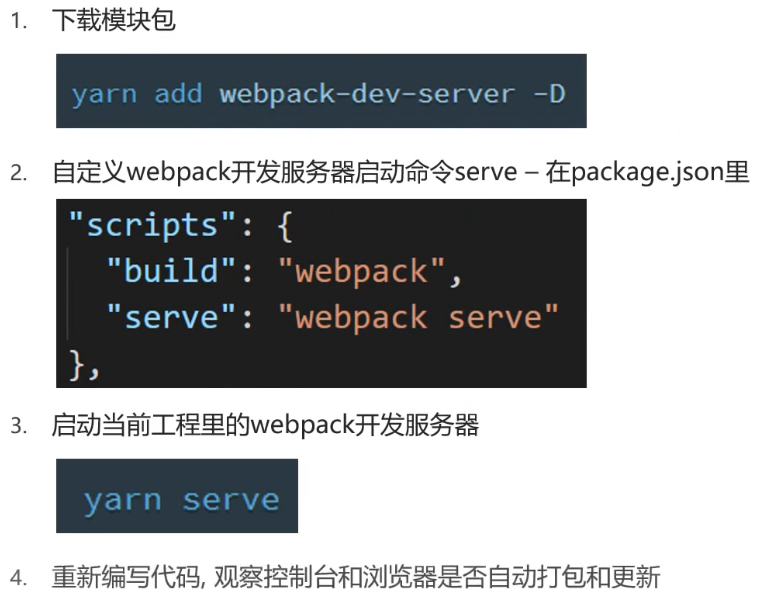 1. 下载模块包
yarn add webpack-dev-server -D
2. 自定义webpack开发服务器启动命令serve – 在package.json里
"scripts": {
"build": "webpack",
"serve": "webpack serve"
},
3. 启动当前工程里的webpack开发服务器
yarn serve
4. 重新编写代码, 观察控制台和浏览器是否自动打包和更新